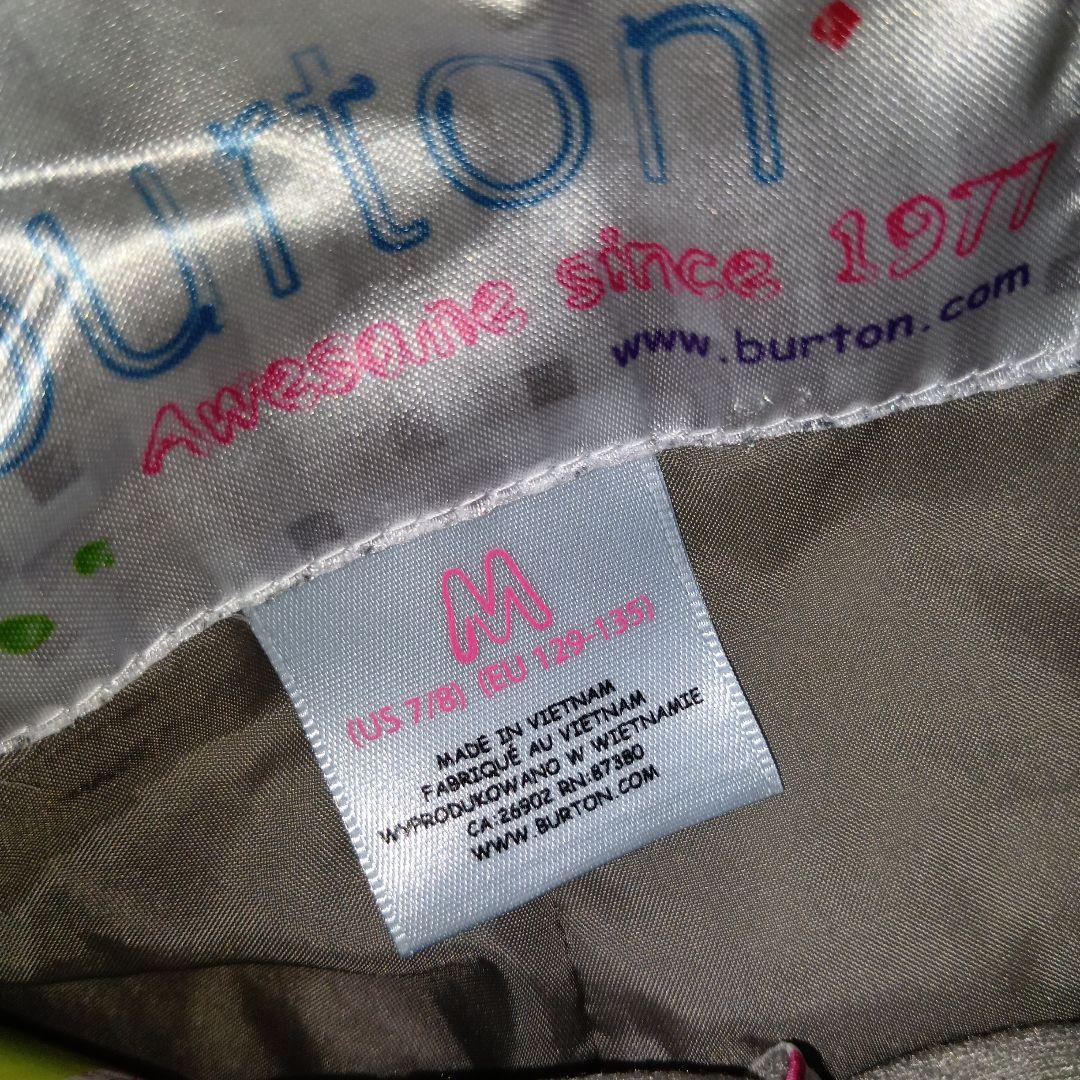 burton
Awesome since 1977
www.burton.com
M
(US 7/8) (EU 129-135)
MADE IN VIETNAM
FABRIQUÉ AU VIETNAM
WYPRODUKOWANO W WIETNAMIE
CA 26902 RN:87380
WWW.BURTON.COM